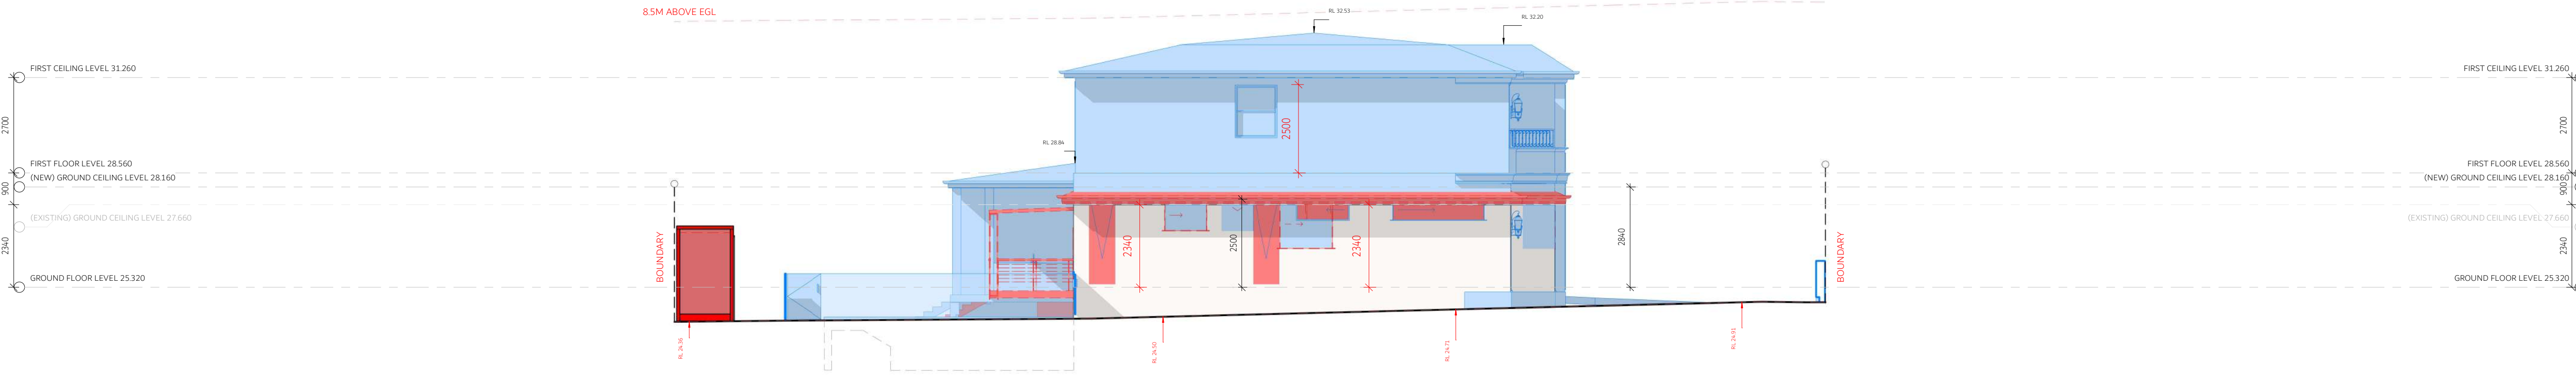 8.5M ABOVE EGL
RL 32.53
RL 32.20
FIRST CEILING LEVEL 31.260
FIRST CEILING LEVEL 31.260
2700
2500
2700
RL 28.84
FIRST FLOOR LEVEL 28.560
FIRST FLOOR LEVEL 28.560
(NEW) GROUND CEILING LEVEL 28.160
(NEW) GROUND CEILING LEVEL 28.160
900
900
(EXISTING) GROUND CEILING LEVEL 27.660
(EXISTING) GROUND CEILING LEVEL 27.660
2340
BOUNDARY
2340
2500
2340
2840
BOUNDARY
2340
GROUND FLOOR LEVEL 25.320
GROUND FLOOR LEVEL 25.320
RL 24.36
RL 24.50
RL 24.71
RL 24.91